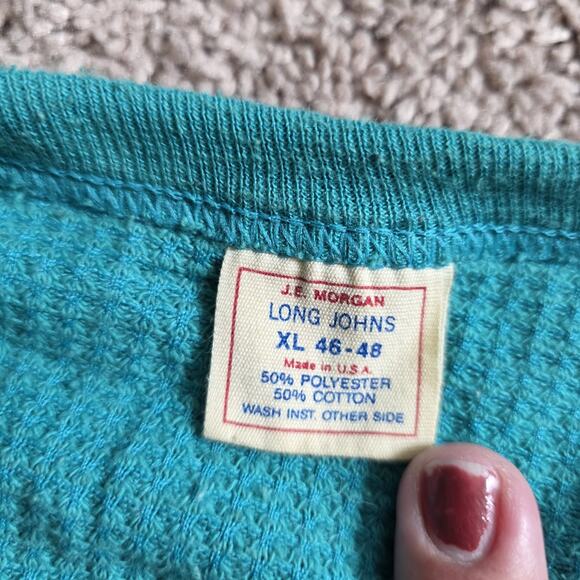 J.E. MORGAN
LONG JOHNS
XL 46-48
Made in U.S.A.
50% POLYESTER
50% COTTON
WASH INST. OTHER SIDE